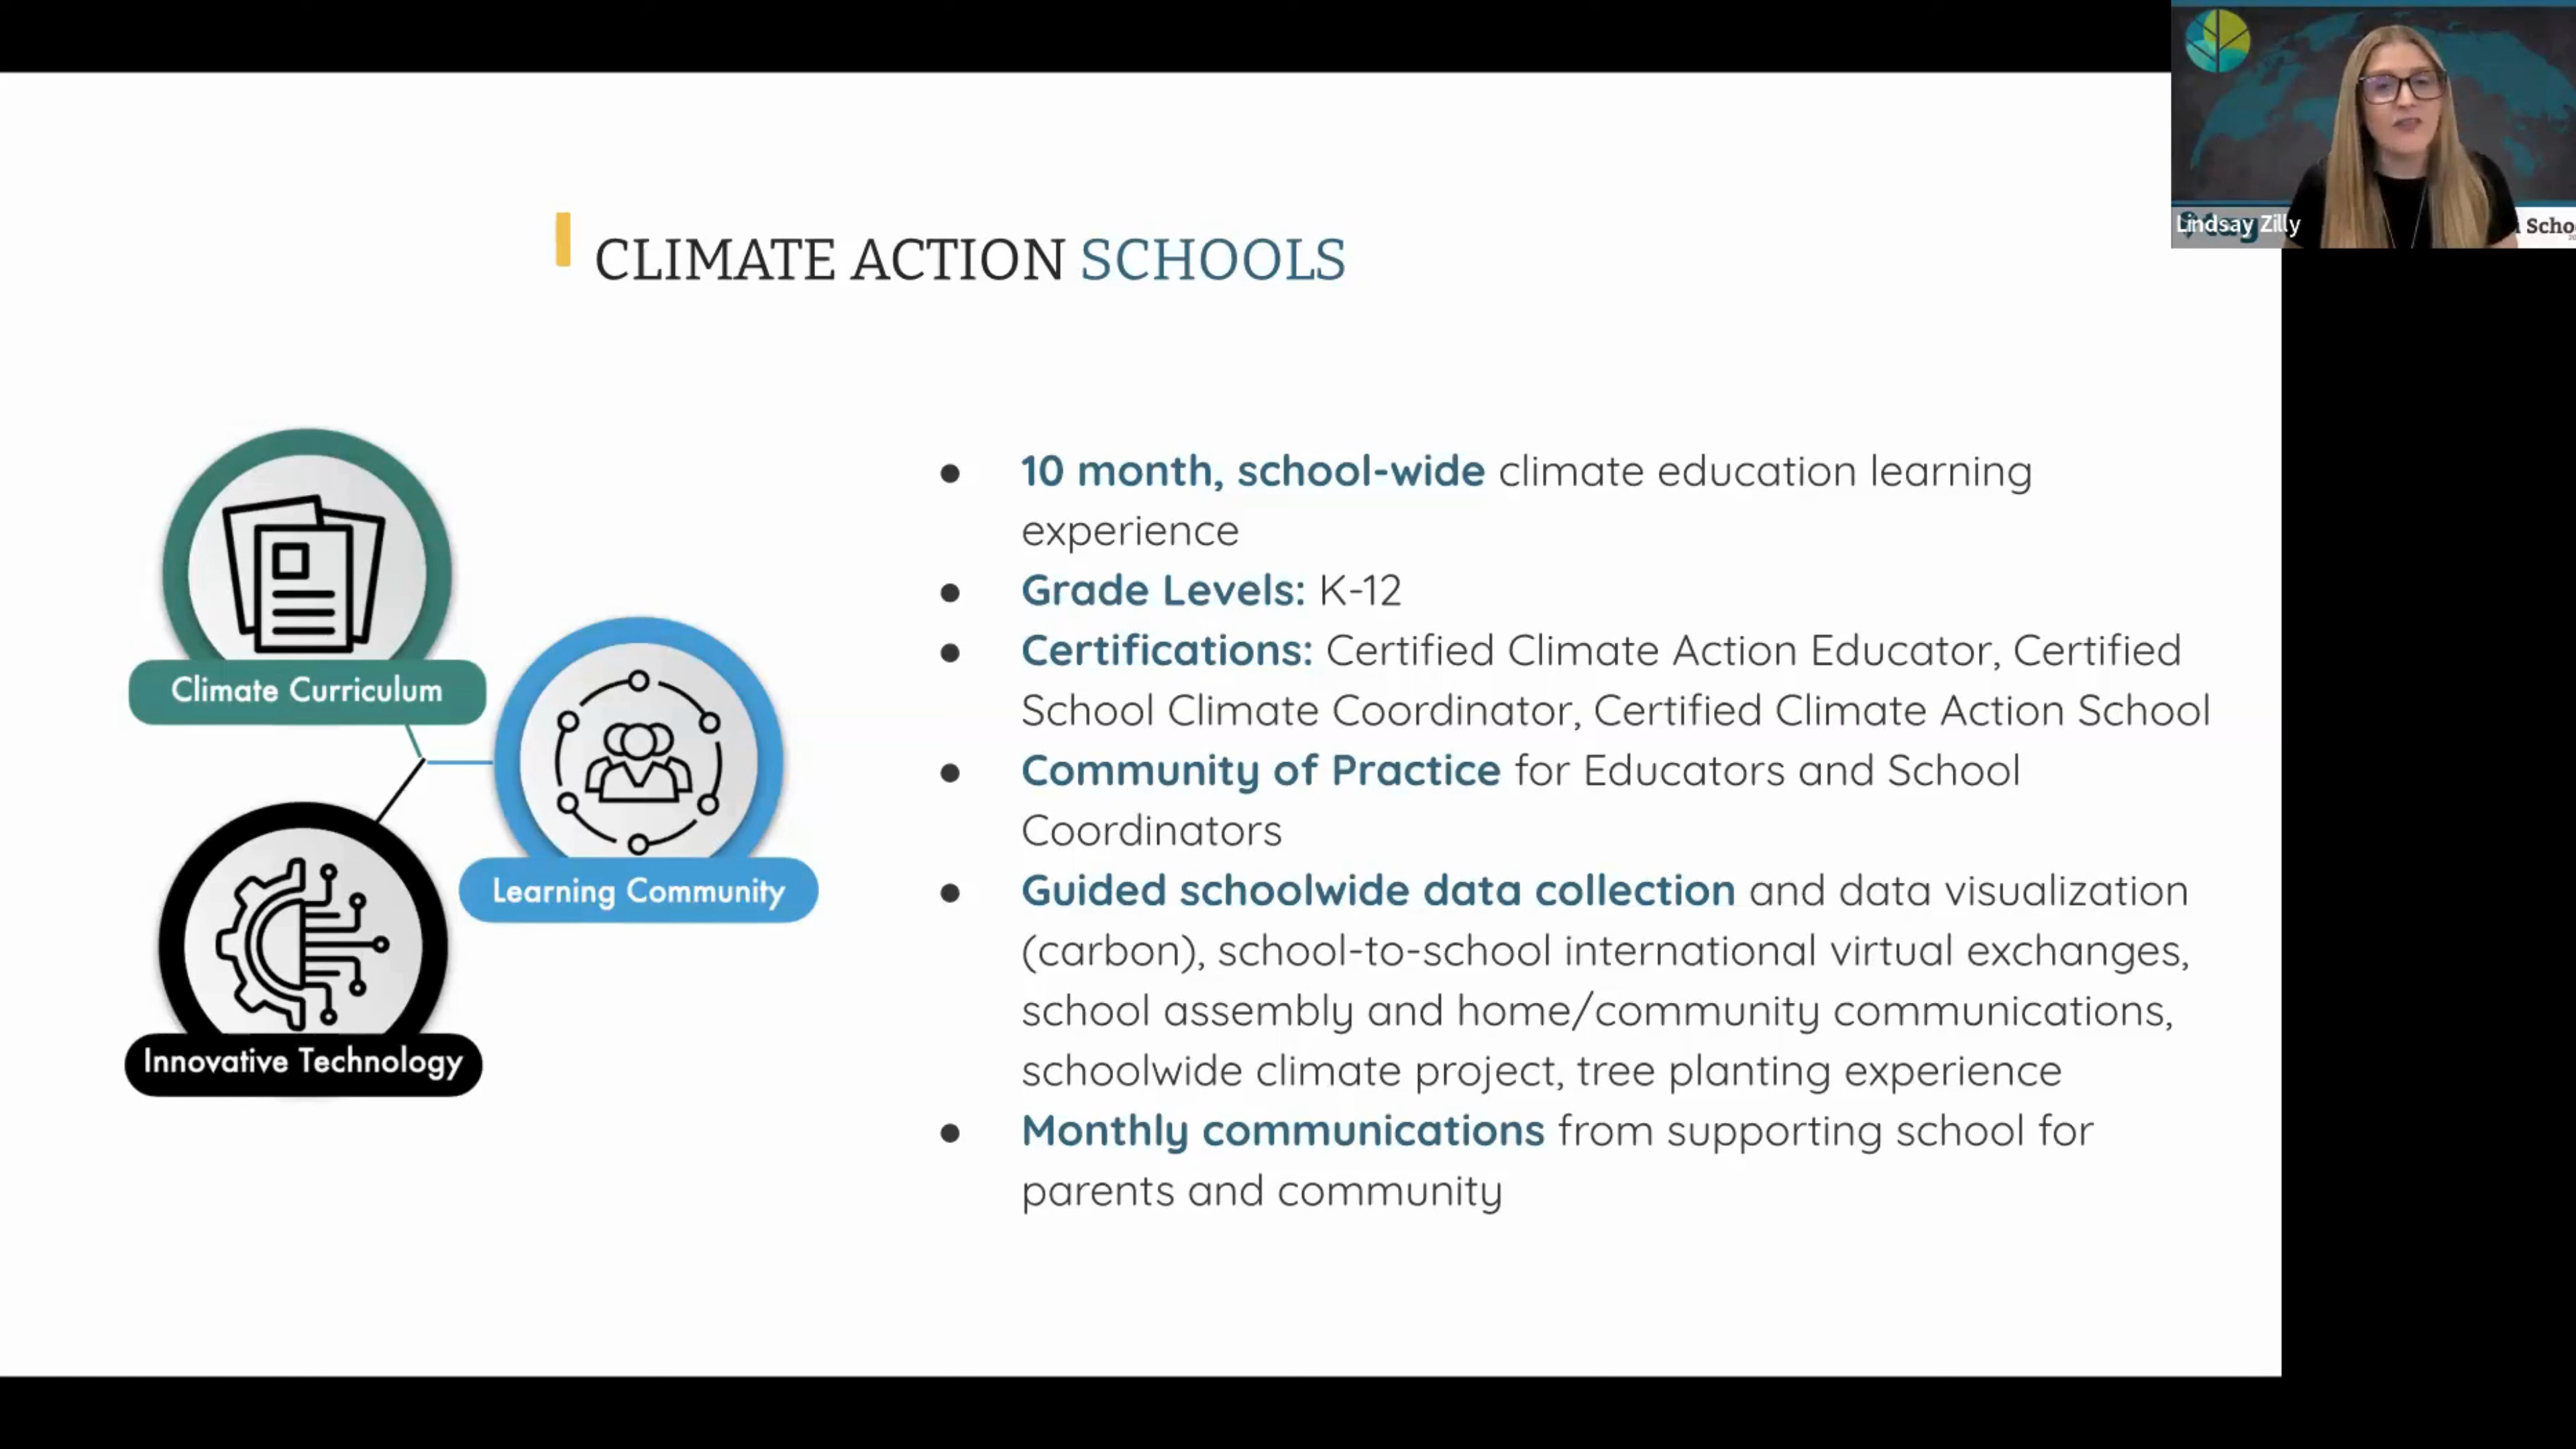 Lindsay Zilly
Scho
CLIMATE ACTION SCHOOLS
Climate Curriculum
Learning Community
Innovative Technology
● 10 month, school-wide climate education learning
experience
● Grade Levels: K-12
● Certifications: Certified Climate Action Educator, Certified
School Climate Coordinator, Certified Climate Action School
● Community of Practice for Educators and School
Coordinators
● Guided schoolwide data collection and data visualization
(carbon), school-to-school international virtual exchanges,
school assembly and home/community communications,
schoolwide climate project, tree planting experience
● Monthly communications from supporting school for
parents and community